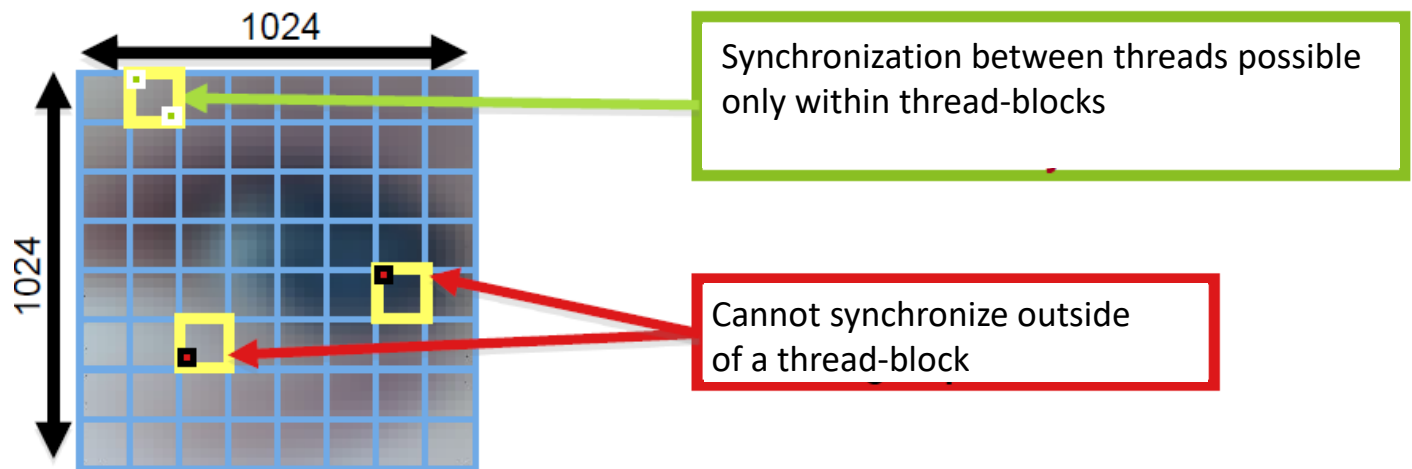 1024
Synchronization between threads possible
only within thread-blocks
1024
Cannot synchronize outside
of a thread-block